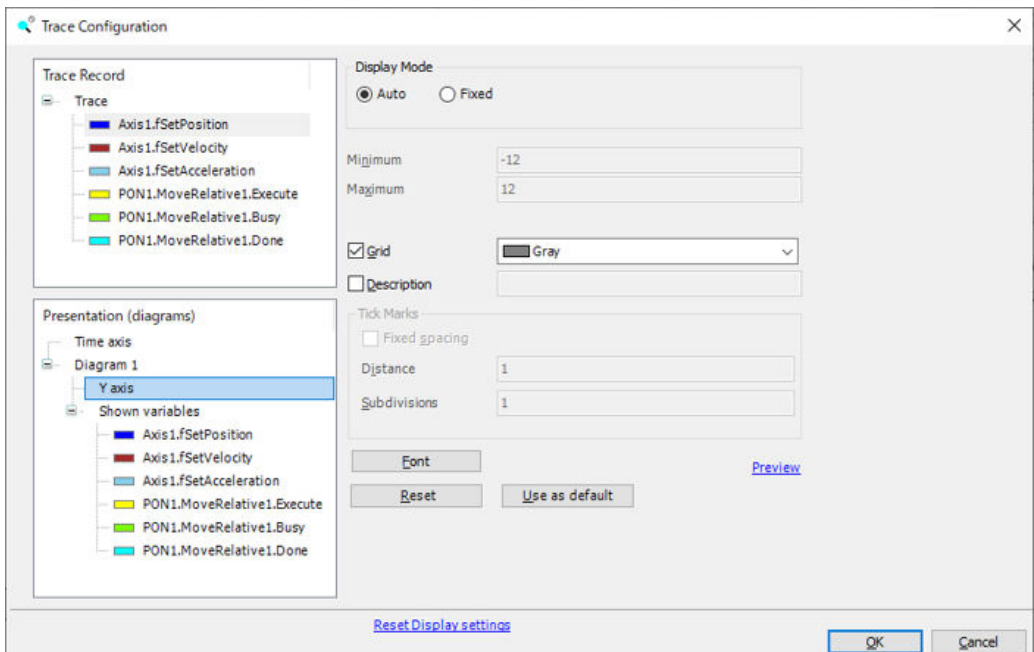 Trace Configuration
Trace Record
Trace
Axis1.fSetPosition
Axis1.fSetVelocity
Axis1.fSetAcceleration
PON1.MoveRelative1.Execute
PON1.MoveRelative1.Busy
PON1.MoveRelative1.Done
Presentation (diagrams)
Time axis
Diagram 1
Y axis
Shown variables
Axis1.fSetPosition
Axis1.fSetVelocity
Axis1.fSetAcceleration
PON1.MoveRelative1.Execute
PON1.MoveRelative1.Busy
PON1.MoveRelative1.Done
Display Mode
Auto Fixed
Minimum -12
Maximum 12
Grid Gray
Description
Tick Marks
Fixed spacing
Distance 1
Subdivisions 1
Font
Preview
Reset Use as default
Reset Display settings
OK Cancel